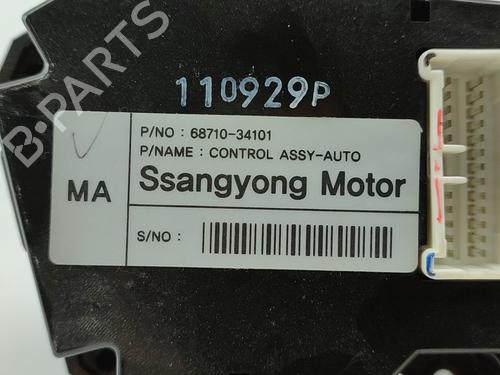 B-PARTS
110929P
P/NO : 68710-34101
P/NAME : CONTROL ASSY-AUTO
MA
Ssangyong Motor
S/NO :